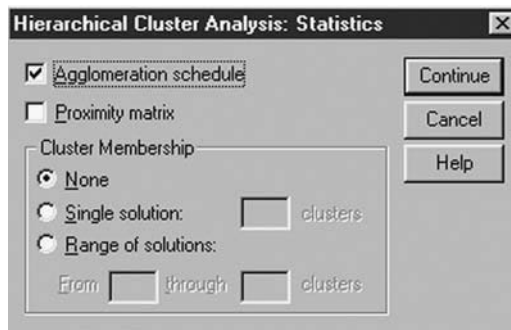 Hierarchical Cluster Analysis: Statistics
Agglomeration schedule
Continue
Proximity matrix
Cancel
Cluster Membership
Help
None
Single solution: clusters
Range of solutions:
From through clusters